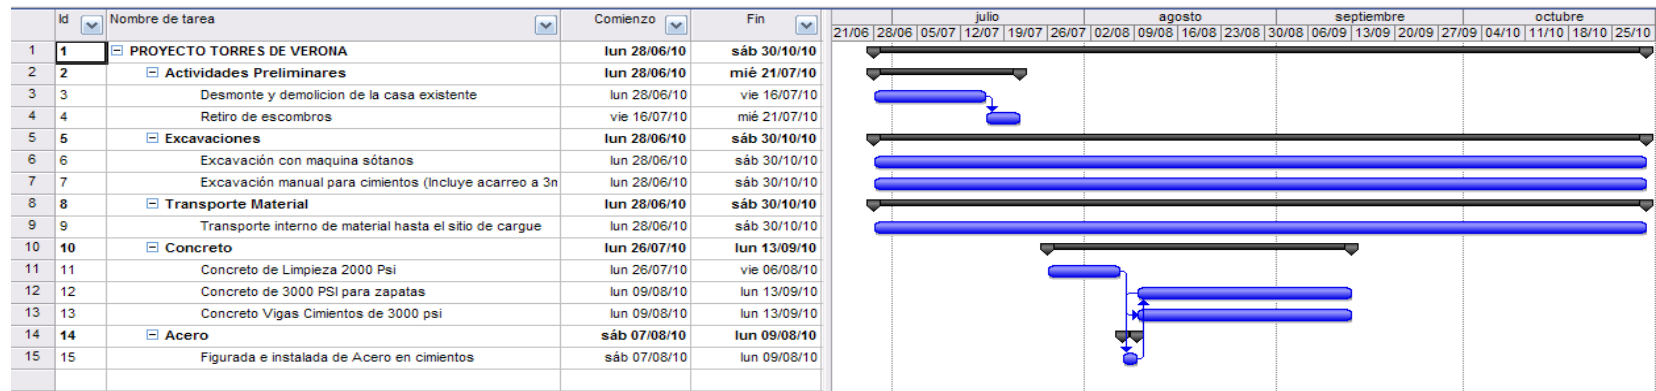 Id Nombre de tarea Comienzo Fin julio agosto septiembre octubre
21/06 28/06 05/07 12/07 19/07 26/07 02/08 09/08 16/08 23/08 30/08 06/09 13/09 20/09 27/09 04/10 11/10 18/10 25/10
1 1 PROYECTO TORRES DE VERONA lun 28/06/10 sáb 30/10/10
2 2 Actividades Preliminares lun 28/06/10 mié 21/07/10
3 3 Desmonte y demolicion de la casa existente lun 28/06/10 vie 16/07/10
4 4 Retiro de escombros vie 16/07/10 mié 21/07/10
5 5 Excavaciones lun 28/06/10 sáb 30/10/10
6 6 Excavación con maquina sótanos lun 28/06/10 sáb 30/10/10
7 7 Excavación manual para cimientos (Incluye acarreo a 3n lun 28/06/10 sáb 30/10/10
8 8 Transporte Material lun 28/06/10 sáb 30/10/10
9 9 Transporte interno de material hasta el sitio de cargue lun 28/06/10 sáb 30/10/10
10 10 Concreto lun 26/07/10 lun 13/09/10
11 11 Concreto de Limpieza 2000 Psi lun 26/07/10 vie 06/08/10
12 12 Concreto de 3000 PSI para zapatas lun 09/08/10 lun 13/09/10
13 13 Concreto Vigas Cimientos de 3000 psi lun 09/08/10 lun 13/09/10
14 14 Acero sáb 07/08/10 lun 09/08/10
15 15 Figurada e instalada de Acero en cimientos sáb 07/08/10 lun 09/08/10